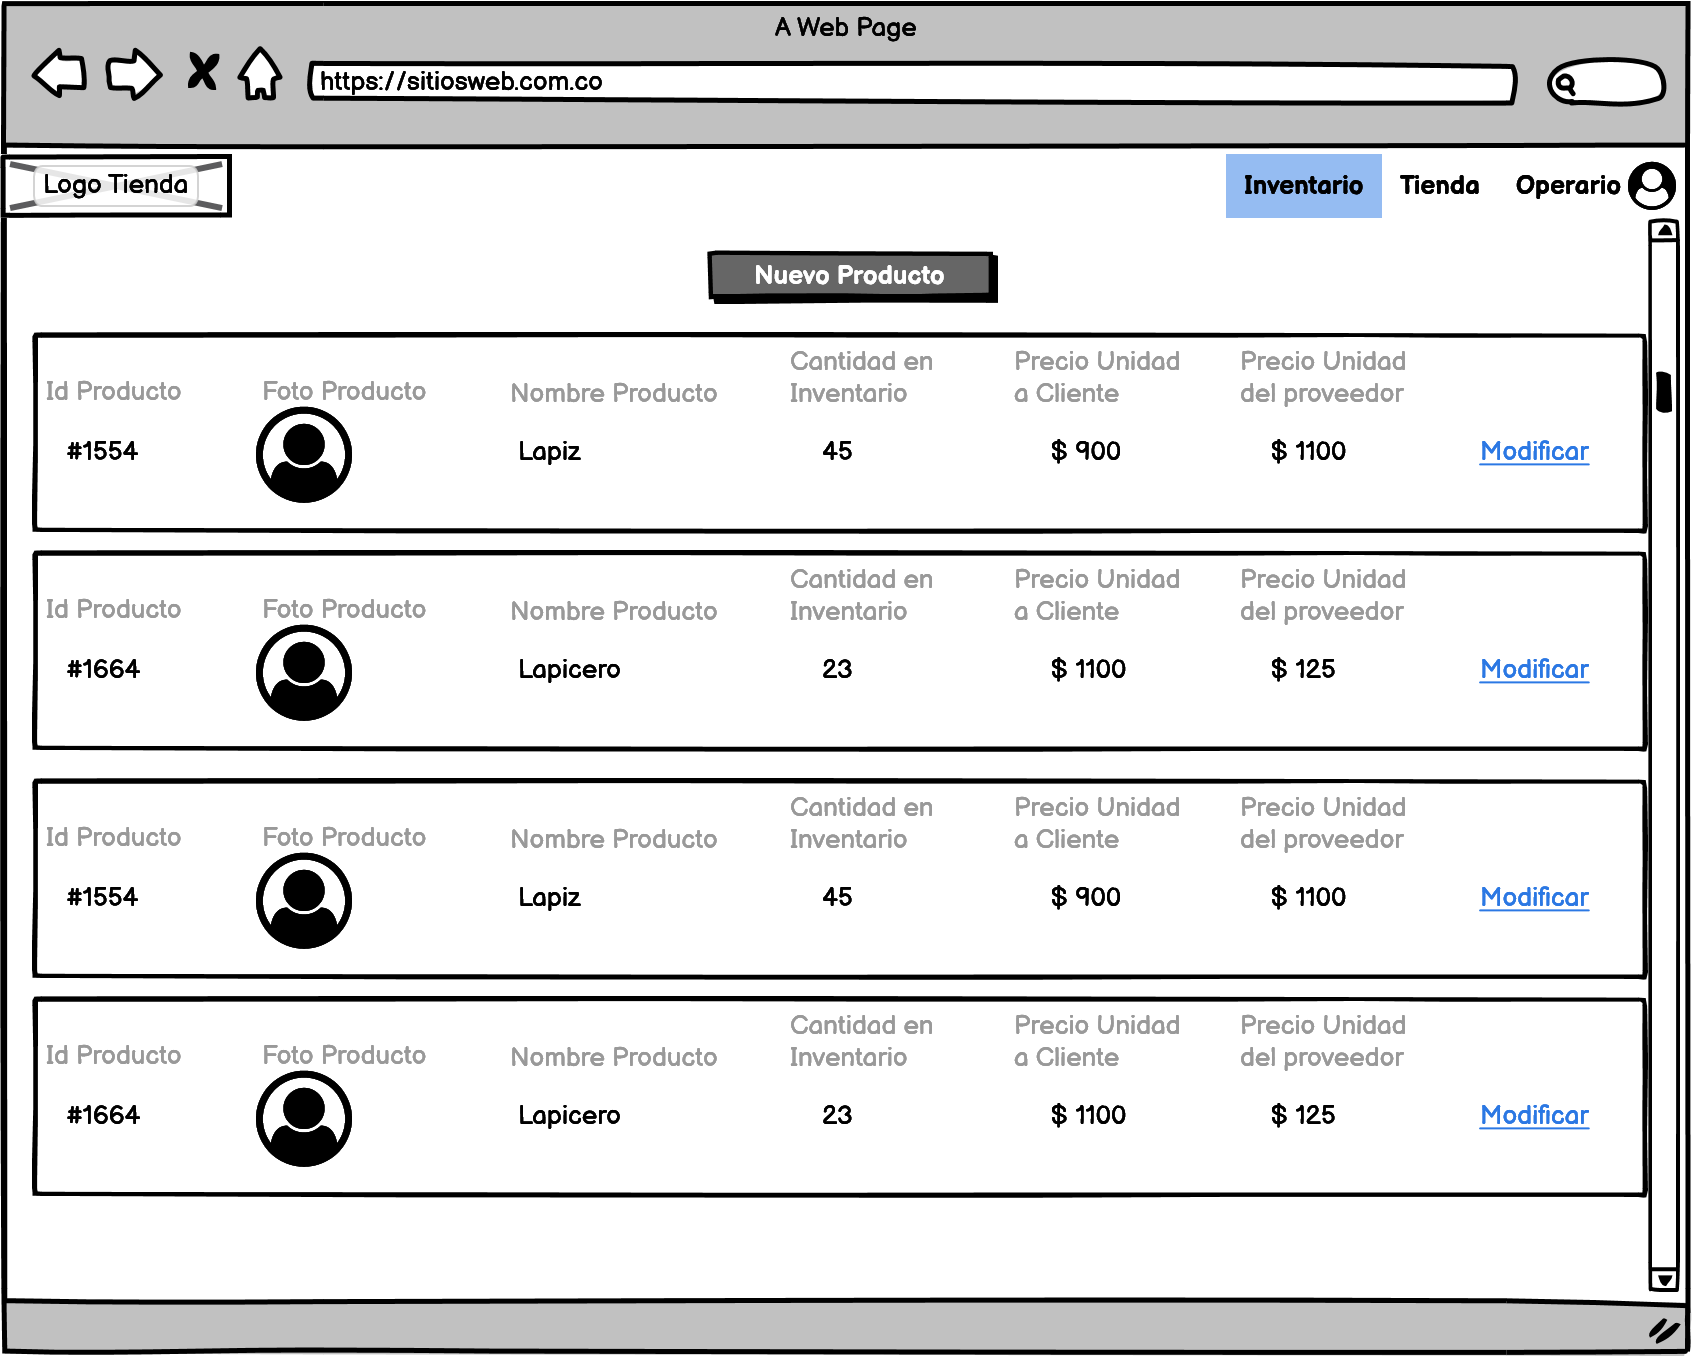 A Web Page
https://sitiosweb.com.co
Logo Tienda
Inventario Tienda Operario
Nuevo Producto
Id Producto Foto Producto Nombre Producto Cantidad en Inventario Precio Unidad a Cliente Precio Unidad del proveedor
#1554 Lapiz 45 $ 900 $ 1100 Modificar
Id Producto Foto Producto Nombre Producto Cantidad en Inventario Precio Unidad a Cliente Precio Unidad del proveedor
#1664 Lapicero 23 $ 1100 $ 125 Modificar
Id Producto Foto Producto Nombre Producto Cantidad en Inventario Precio Unidad a Cliente Precio Unidad del proveedor
#1554 Lapiz 45 $ 900 $ 1100 Modificar
Id Producto Foto Producto Nombre Producto Cantidad en Inventario Precio Unidad a Cliente Precio Unidad del proveedor
#1664 Lapicero 23 $ 1100 $ 125 Modificar